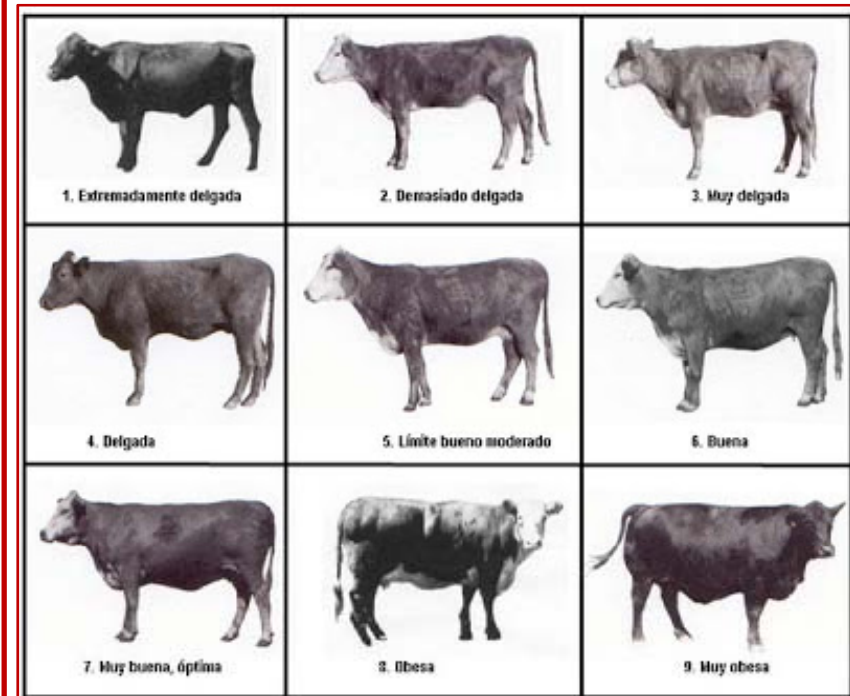 1. Extremadamente delgada
2. Demasiado delgada
3. Muy delgada
4. Delgada
5. Límite bueno moderado
6. Buena
7. Muy buena, óptima
8. Obesa
9. Muy obesa